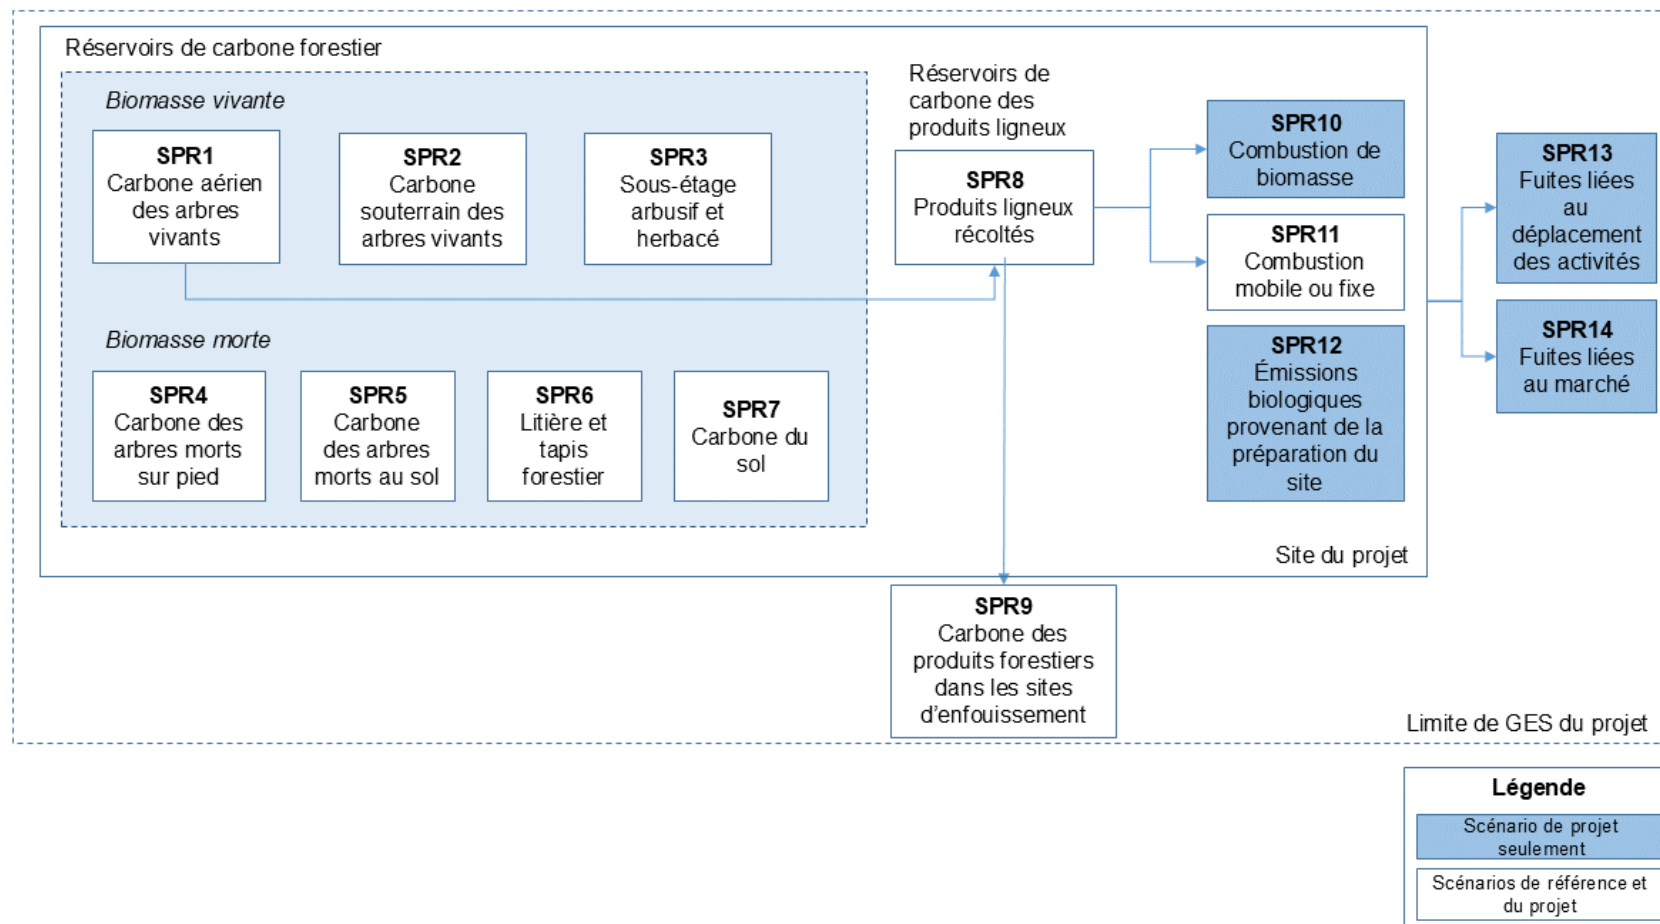 Réservoirs de carbone forestier
Biomasse vivante
SPR1
Carbone aérien
des arbres
vivants
SPR2
Carbone
souterrain des
arbres vivants
SPR3
Sous-étage
arbusif et
herbacé
Biomasse morte
SPR4
Carbone des
arbres morts
sur pied
SPR5
Carbone
des arbres
morts au sol
SPR6
Litière et
tapis
forestier
SPR7
Carbone du
sol
Réservoirs de
carbone des
produits ligneux
SPR8
Produits ligneux
récoltés
SPR10
Combustion de
biomasse
SPR11
Combustion
mobile ou fixe
SPR12
Émissions
biologiques
provenant de la
préparation du
site
Site du projet
SPR13
Fuites liées
au
déplacement
des activités
SPR14
Fuites liées
au marché
SPR9
Carbone des
produits forestiers
dans les sites
d'enfouissement
Limite de GES du projet
Légende
Scénario de projet
seulement
Scénarios de référence et
du projet